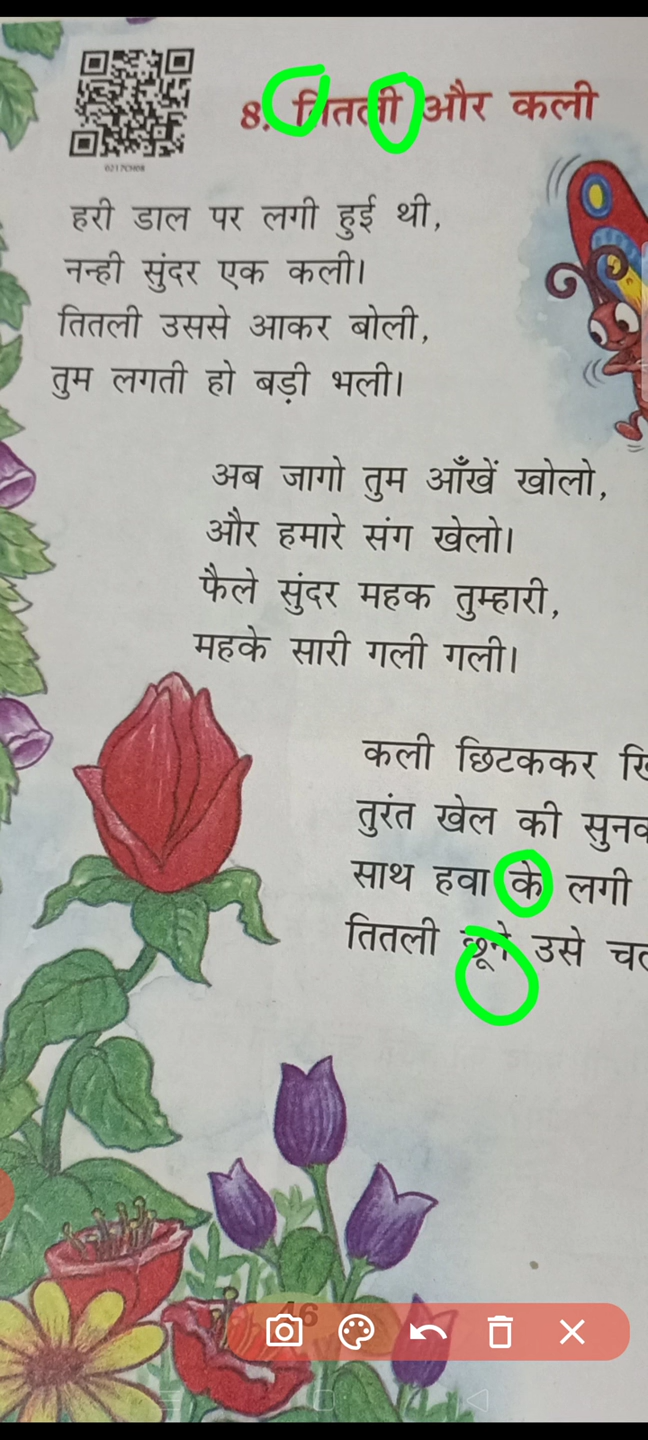 8. तितली और कली
हरी डाल पर लगी हुई थी,
नन्ही सुंदर एक कली।
तितली उससे आकर बोली,
तुम लगती हो बड़ी भली।
अब जागो तुम आँखें खोलो,
और हमारे संग खेलो।
फैले सुंदर महक तुम्हारी,
महके सारी गली गली।
कली छिटककर
तुरंत खेल की
साथ हवा के लगी
तितली छूने उसे